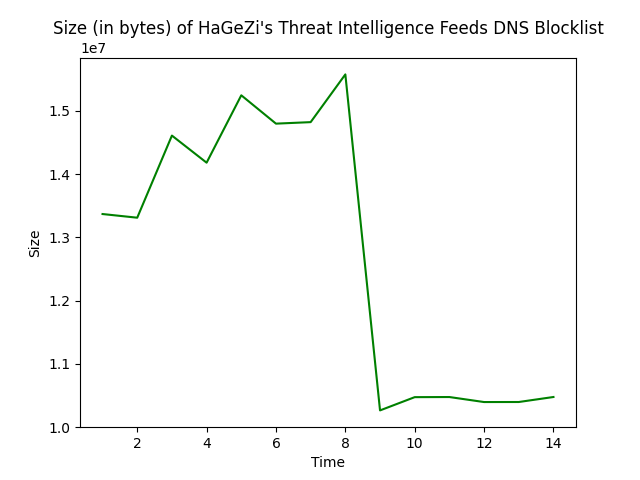 Size (in bytes) of HaGeZi's Threat Intelligence Feeds DNS Blocklist
1e7
1.5
1.4
1.3
1.2
1.1
1.0
Size
2 4 6 8 10 12 14
Time